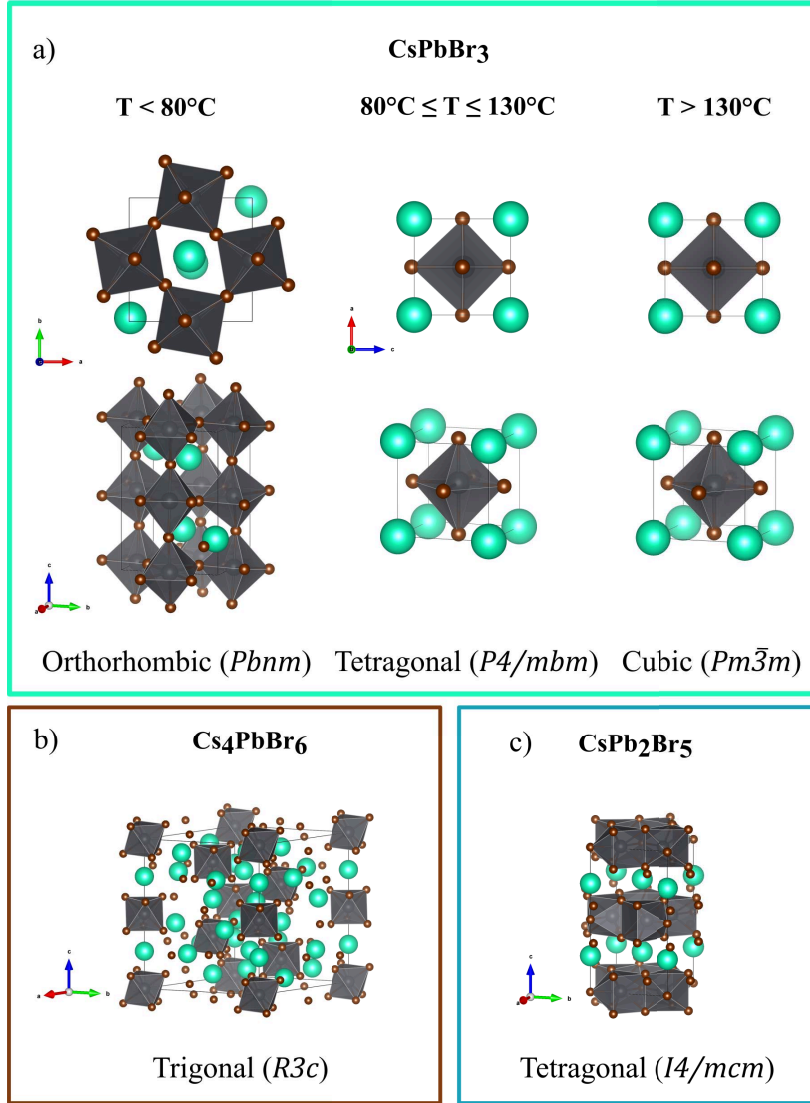 a)
CsPbBr3
T < 80°C
80°C ≤ T ≤ 130°C
T > 130°C
b
a
a
c
c
a
b
Orthorhombic (Pbnm)
Tetragonal (P4/mbm)
Cubic (Pm3̄m)
b)
Cs4PbBr6
c
a
b
Trigonal (R3c)
c)
CsPb2Br5
c
a
b
Tetragonal (I4/mcm)